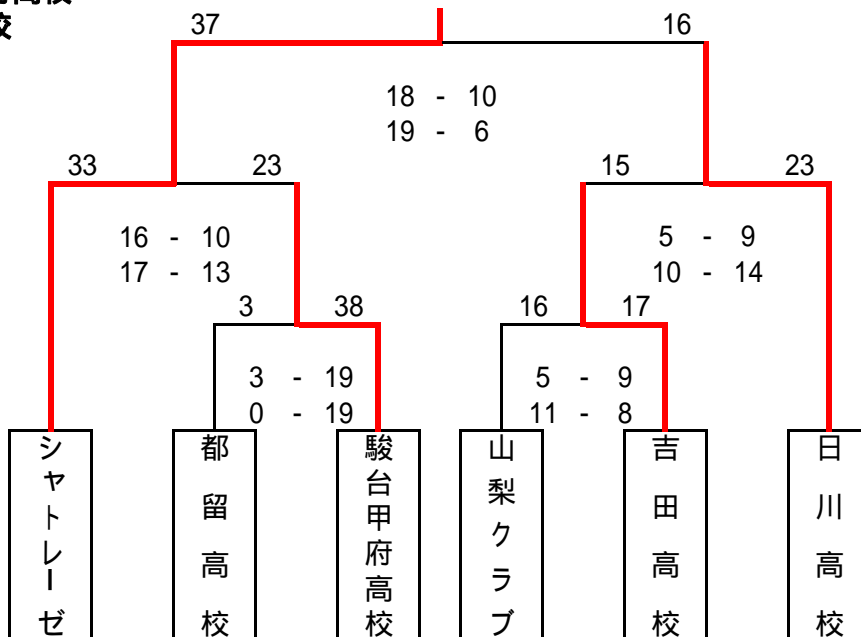 校
37 16
18 - 10
19 - 6
33 23 15 23
16 - 10 5 - 9
17 - 13 10 - 14
3 38 16 17
3 - 19 5 - 9
0 - 19 11 - 8
シャトレーゼ
都留高校
駿台甲府高校
山梨クラブ
吉田高校
日川高校